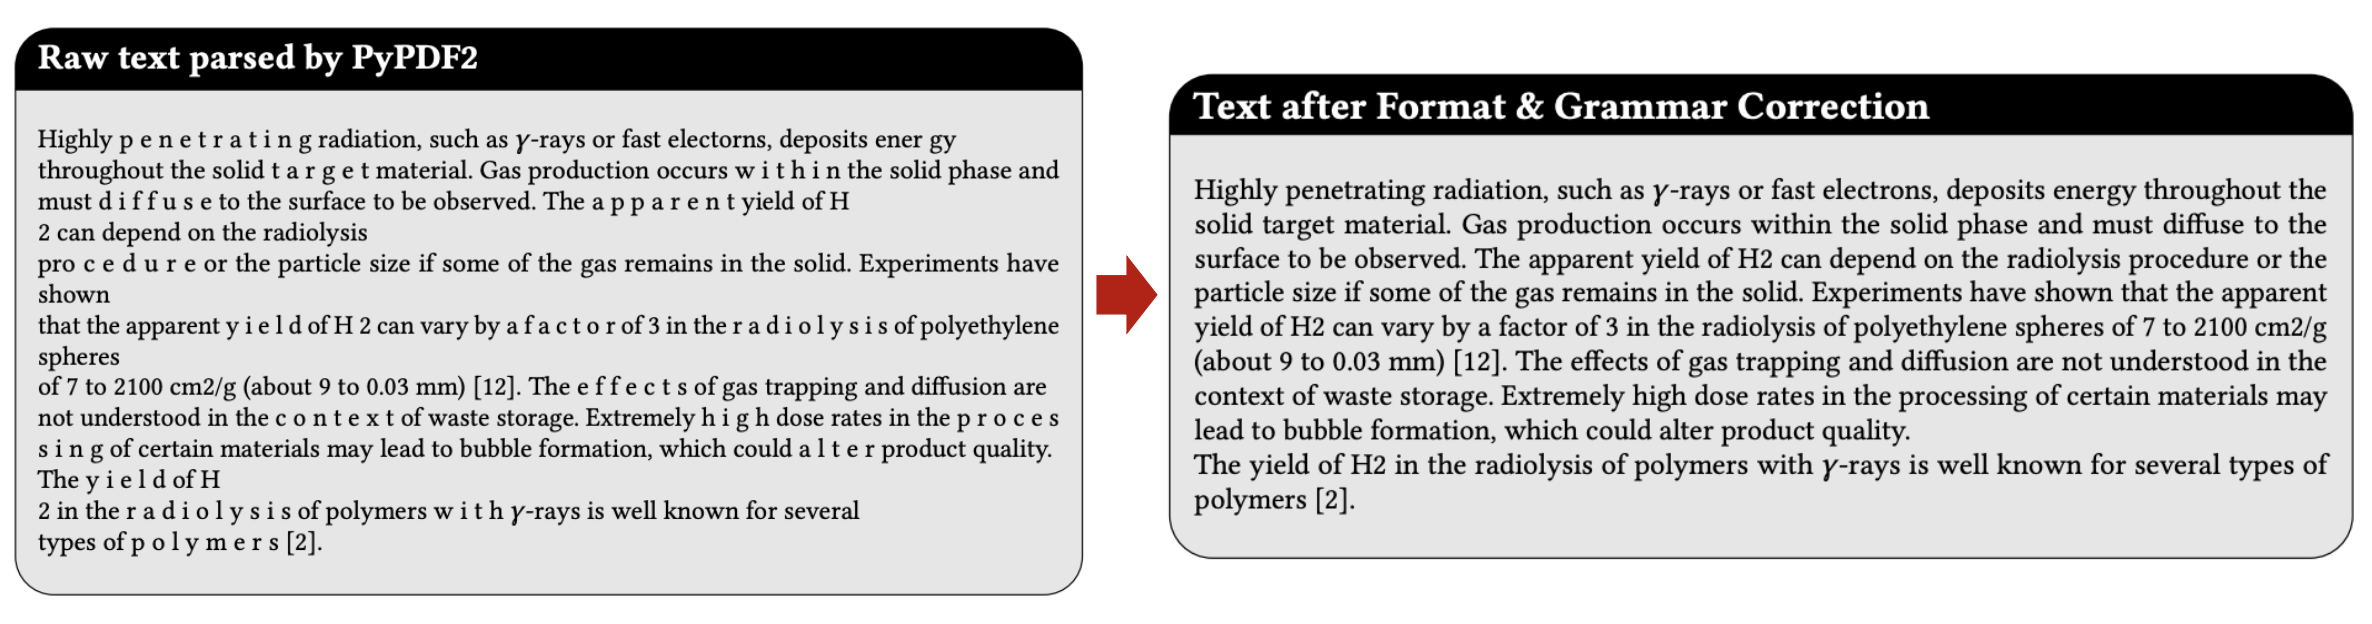 Raw text parsed by PyPDF2
Highly p e n e t r a t i n g radiation, such as γ-rays or fast electorns, deposits ener gy
throughout the solid t a r g e t material. Gas production occurs w i t h i n the solid phase and
must d i f f u s e to the surface to be observed. The a p p a r e n t yield of H
2 can depend on the radiolysis
pro c e d u r e or the particle size if some of the gas remains in the solid. Experiments have
shown
that the apparent y i e l d of H 2 can vary by a f a c t o r of 3 in the r a d i o l y s i s of polyethylene
spheres
of 7 to 2100 cm2/g (about 9 to 0.03 mm) [12]. The e f f e c t s of gas trapping and diffusion are
not understood in the c o n t e x t of waste storage. Extremely h i g h dose rates in the p r o c e s
s i n g of certain materials may lead to bubble formation, which could a l t e r product quality.
The y i e l d of H
2 in the r a d i o l y s i s of polymers w i t h γ-rays is well known for several
types of p o l y m e r s [2].
Text after Format & Grammar Correction
Highly penetrating radiation, such as γ-rays or fast electrons, deposits energy throughout the
solid target material. Gas production occurs within the solid phase and must diffuse to the
surface to be observed. The apparent yield of H2 can depend on the radiolysis procedure or the
particle size if some of the gas remains in the solid. Experiments have shown that the apparent
yield of H2 can vary by a factor of 3 in the radiolysis of polyethylene spheres of 7 to 2100 cm2/g
(about 9 to 0.03 mm) [12]. The effects of gas trapping and diffusion are not understood in the
context of waste storage. Extremely high dose rates in the processing of certain materials may
lead to bubble formation, which could alter product quality.
The yield of H2 in the radiolysis of polymers with γ-rays is well known for several types of
polymers [2].